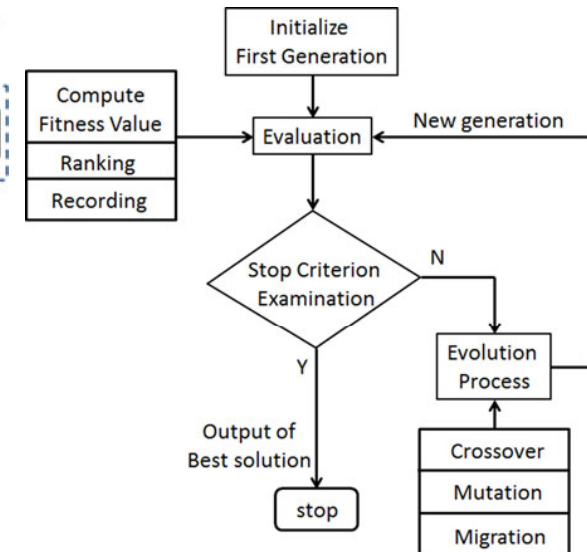 Initialize
First Generation
Compute
Fitness Value
Ranking
Recording
Evaluation
New generation
Stop Criterion
Examination
N
Y
Evolution
Process
Crossover
Mutation
Migration
Output of
Best solution
stop